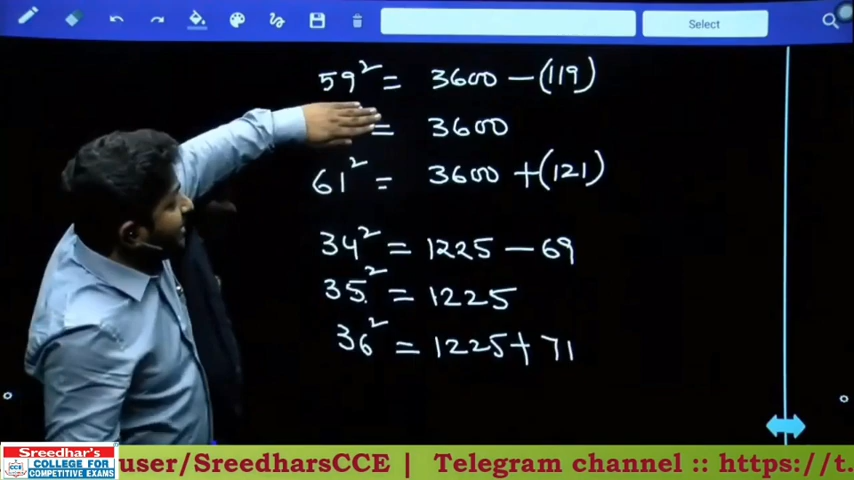 Select
59² = 3600 - (119)
= 3600
61² = 3600 + (121)
34² = 1225 - 69
35² = 1225
36² = 1225 + 71
Sreedhar's
CCE
COLLEGE FOR
COMPETITIVE EXAMS
user/SreedharsCCE | Telegram channel :: https://t.